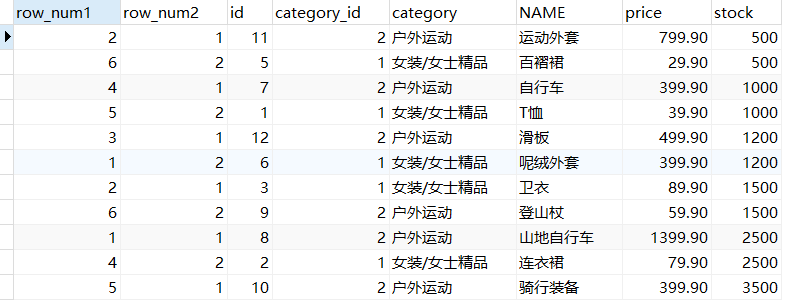 row_num1 row_num2 id category_id category NAME price stock
2 1 11 2 户外运动 运动外套 799.90 500
6 2 5 1 女装/女士精品 百褶裙 29.90 500
4 1 7 2 户外运动 自行车 399.90 1000
5 2 1 1 女装/女士精品 T恤 39.90 1000
3 1 12 2 户外运动 滑板 499.90 1200
1 2 6 1 女装/女士精品 呢绒外套 399.90 1200
2 1 3 1 女装/女士精品 卫衣 89.90 1500
6 2 9 2 户外运动 登山杖 59.90 1500
1 1 8 2 户外运动 山地自行车 1399.90 2500
4 2 2 1 女装/女士精品 连衣裙 79.90 2500
5 1 10 2 户外运动 骑行装备 399.90 3500